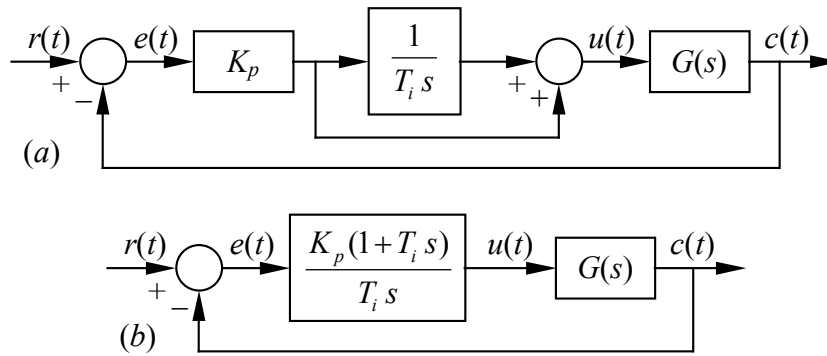 r(t) e(t) u(t) c(t)
K_p
1
T_i s
G(s)
+ − + +
(a)
r(t) e(t) u(t) c(t)
K_p(1+T_i s)
T_i s
G(s)
+ −
(b)